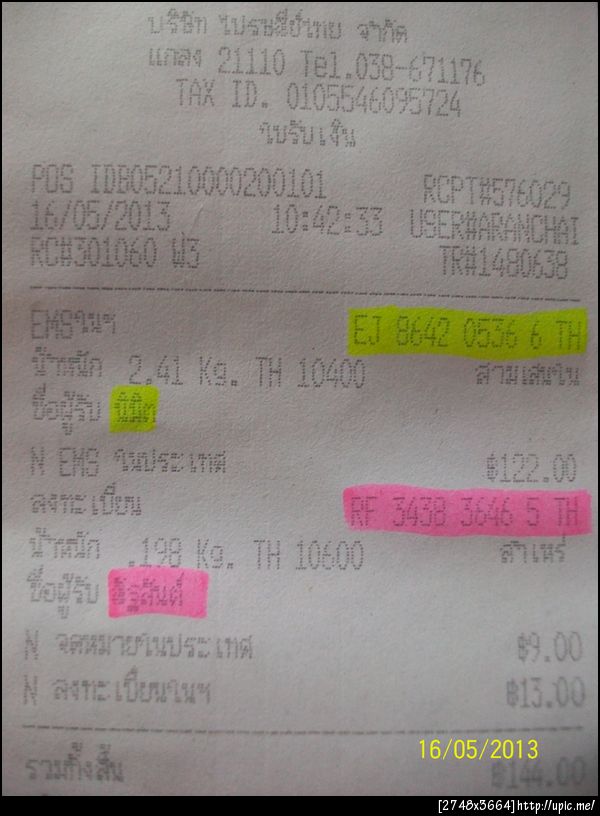 บริษัท ไปรษณีย์ไทย จำกัด
แกลง 21110 Tel.038-671176
TAX ID. 0105546095724
ใบรับเงิน
POS IDB05210000200101 RCPT#576029
16/05/2013 10:42:33 USER#ARANCHAI
RC#301060 W3 TR#1480638
EMSในฯ EJ 8642 0536 6 TH
น้ำหนัก 2.41 Kg. TH 10400 สามเสนใน
ชื่อผู้รับ นิมิต
N EMS ในประเทศ ฿122.00
ลงทะเบียน RF 3438 3646 5 TH
น้ำหนัก .198 Kg. TH 10600 สำเหร่
ชื่อผู้รับ
N จดหมายในประเทศ ฿9.00
N ลงทะเบียนในฯ ฿13.00
16/05/2013
รวมทั้งสิ้น ฿144.00
[2748x3664]http://upic.me/